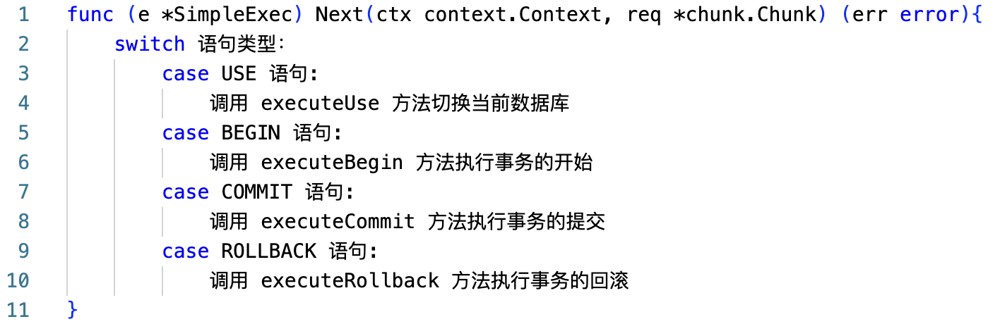 1 func (e *SimpleExec) Next(ctx context.Context, req *chunk.Chunk) (err error){
2 switch 语句类型：
3 case USE 语句:
4 调用 executeUse 方法切换当前数据库
5 case BEGIN 语句:
6 调用 executeBegin 方法执行事务的开始
7 case COMMIT 语句:
8 调用 executeCommit 方法执行事务的提交
9 case ROLLBACK 语句:
10 调用 executeRollback 方法执行事务的回滚
11 }